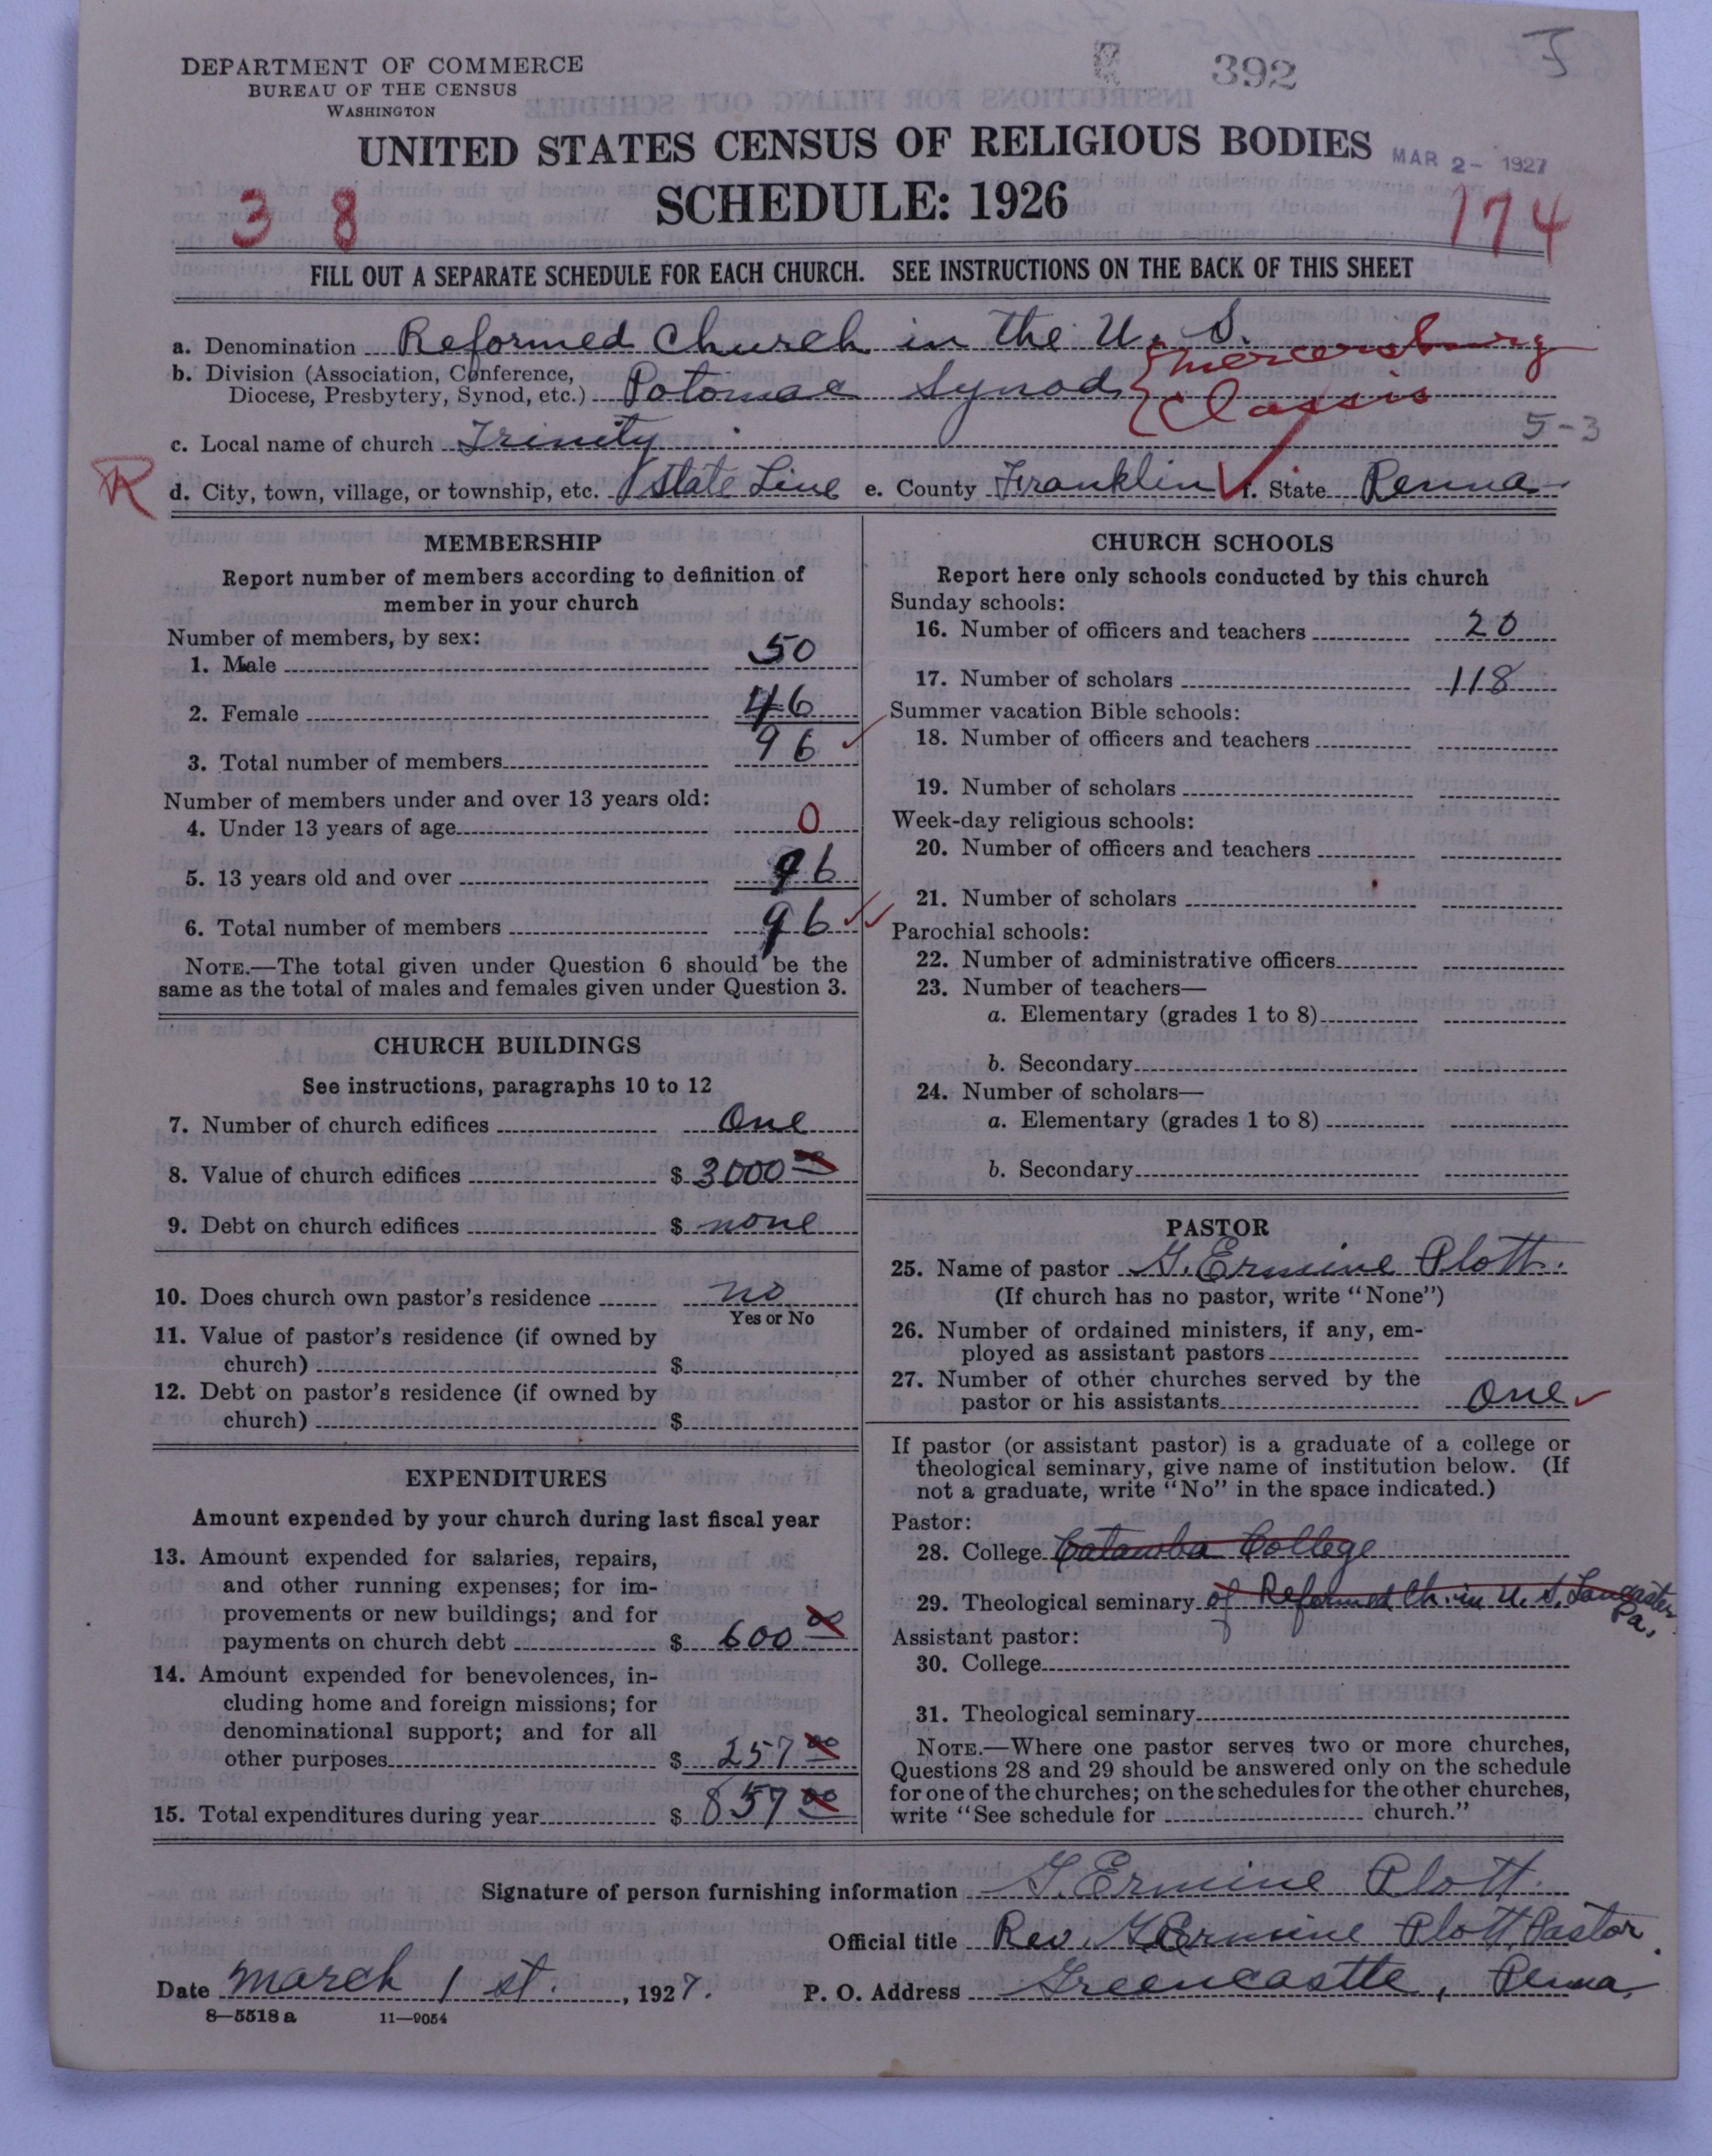 DEPARTMENT OF COMMERCE
BUREAU OF THE CENSUS
WASHINGTON
392
UNITED STATES CENSUS OF RELIGIOUS BODIES
MAR 2- 1927
SCHEDULE: 1926
3 8
174
FILL OUT A SEPARATE SCHEDULE FOR EACH CHURCH. SEE INSTRUCTIONS ON THE BACK OF THIS SHEET
a. Denomination Reformed Church in the U. S.
b. Division (Association, Conference, Diocese, Presbytery, Synod, etc.) Potomac Synod { Mercersburg Classis
c. Local name of church Trinity
5-3
R
d. City, town, village, or township, etc. State Line e. County Franklin f. State Penna.
MEMBERSHIP
Report number of members according to definition of
member in your church
Number of members, by sex:
1. Male 50
2. Female 46
3. Total number of members 96
Number of members under and over 13 years old:
4. Under 13 years of age 0
5. 13 years old and over 96
6. Total number of members 96
NOTE.—The total given under Question 6 should be the
same as the total of males and females given under Question 3.
CHURCH BUILDINGS
See instructions, paragraphs 10 to 12
7. Number of church edifices One
8. Value of church edifices $ 3000 00
9. Debt on church edifices $ none
10. Does church own pastor's residence no
Yes or No
11. Value of pastor's residence (if owned by
church) $
12. Debt on pastor's residence (if owned by
church) $
EXPENDITURES
Amount expended by your church during last fiscal year
13. Amount expended for salaries, repairs,
and other running expenses; for im-
provements or new buildings; and for
payments on church debt $ 600 00
14. Amount expended for benevolences, in-
cluding home and foreign missions; for
denominational support; and for all
other purposes $ 257 00
15. Total expenditures during year $ 857 00
CHURCH SCHOOLS
Report here only schools conducted by this church
Sunday schools:
16. Number of officers and teachers 20
17. Number of scholars 118
Summer vacation Bible schools:
18. Number of officers and teachers
19. Number of scholars
Week-day religious schools:
20. Number of officers and teachers
21. Number of scholars
Parochial schools:
22. Number of administrative officers
23. Number of teachers—
a. Elementary (grades 1 to 8)
b. Secondary
24. Number of scholars—
a. Elementary (grades 1 to 8)
b. Secondary
PASTOR
25. Name of pastor G. Ermine Plott.
(If church has no pastor, write "None")
26. Number of ordained ministers, if any, em-
ployed as assistant pastors
27. Number of other churches served by the
pastor or his assistants One
If pastor (or assistant pastor) is a graduate of a college or
theological seminary, give name of institution below. (If
not a graduate, write "No" in the space indicated.)
Pastor:
28. College Catawba College
29. Theological seminary of Reformed Ch. in U. S. Lancaster Pa.
Assistant pastor:
30. College
31. Theological seminary
NOTE.—Where one pastor serves two or more churches,
Questions 28 and 29 should be answered only on the schedule
for one of the churches; on the schedules for the other churches,
write "See schedule for church."
Signature of person furnishing information G. Ermine Plott.
Official title Rev. G. Ermine Plott, Pastor.
Date March 1st., 1927. P. O. Address Greencastle, Penna.
8—5518 a 11—9054